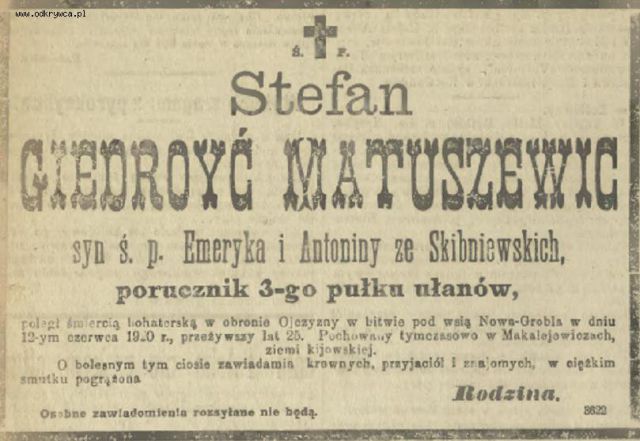 www.odkrywca.pl
Ś. P.
Stefan
GIEDROYĆ MATUSZEWIC
syn ś. p. Emeryka i Antoniny ze Skibniewskich,
porucznik 3-go pułku ułanów,
poległ śmiercią bohaterską w obronie Ojczyzny w bitwie pod wsią Nowa-Grobla w dniu
12-ym czerwca 1920 r., przeżywszy lat 25. Pochowany tymczasowo w Makalejewiczach,
ziemi kijowskiej.
O bolesnym tym ciosie zawiadamia krewnych, przyjaciół i znajomych, w ciężkim
smutku pogrążona
Rodzina.
Osobne zawiadomienia rozsyłane nie będą. 3622